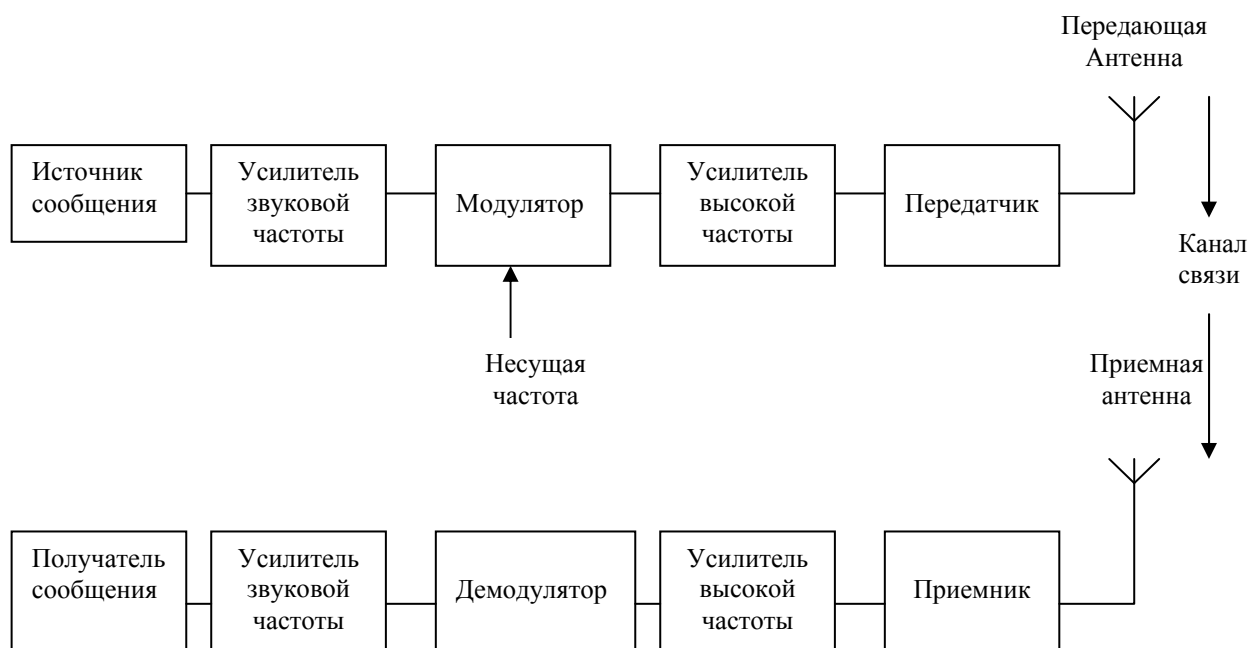 Передающая
Антенна
Источник
сообщения
Усилитель
звуковой
частоты
Модулятор
Усилитель
высокой
частоты
Передатчик
Канал
связи
Несущая
частота
Приемная
антенна
Получатель
сообщения
Усилитель
звуковой
частоты
Демодулятор
Усилитель
высокой
частоты
Приемник